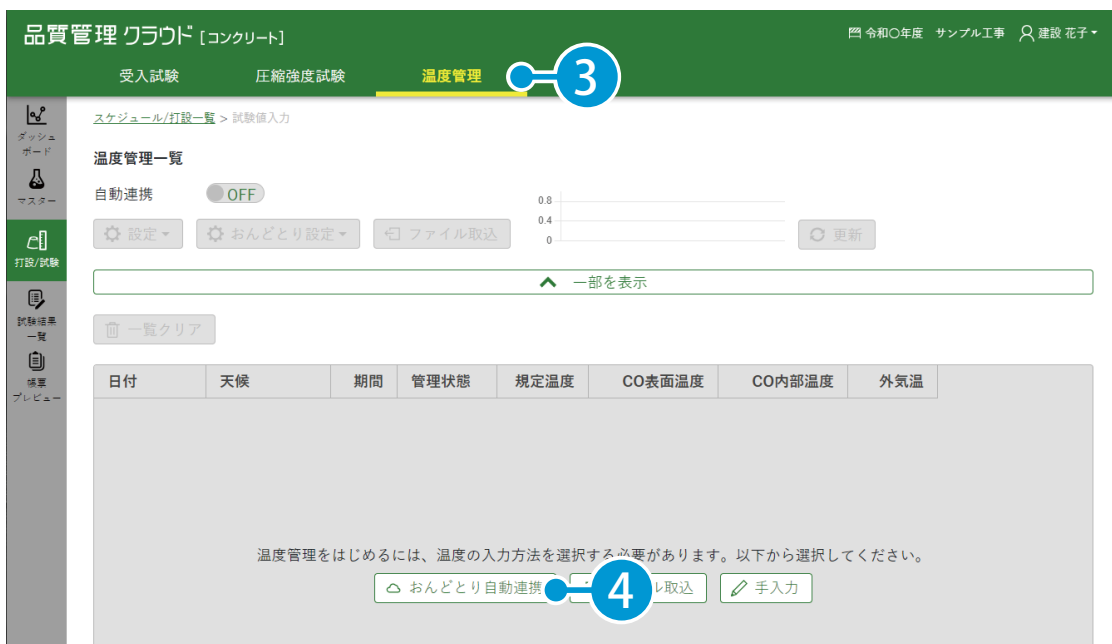 品質管理 クラウド [コンクリート]
令和〇年度 サンプル工事 建設 花子
受入試験 圧縮強度試験 温度管理
3
ダッシュ
ボード
マスター
打設/試験
試験結果
一覧
帳票
プレビュー
スケジュール/打設一覧 > 試験値入力
温度管理一覧
自動連携 OFF
設定 おんどとり設定 ファイル取込
0.8
0.4
0
更新
一部を表示
一覧クリア
日付 天候 期間 管理状態 規定温度 CO表面温度 CO内部温度 外気温
温度管理をはじめるには、温度の入力方法を選択する必要があります。以下から選択してください。
おんどとり自動連携 4 ル取込 手入力